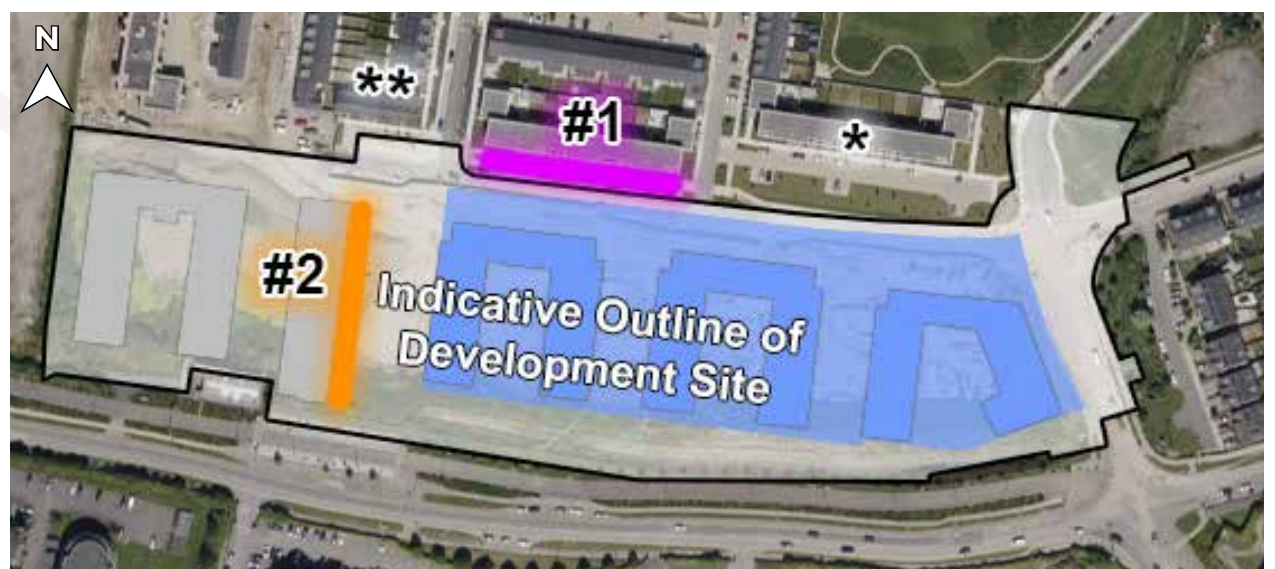 N
**
#1
*
#2
Indicative Outline of
Development Site